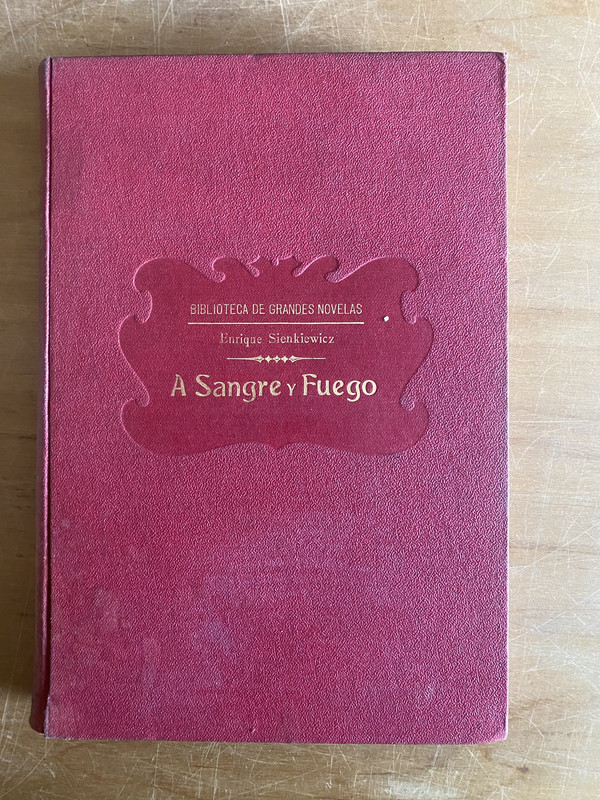 BIBLIOTECA DE GRANDES NOVELAS
Enrique Sienkiewicz
A Sangre y Fuego